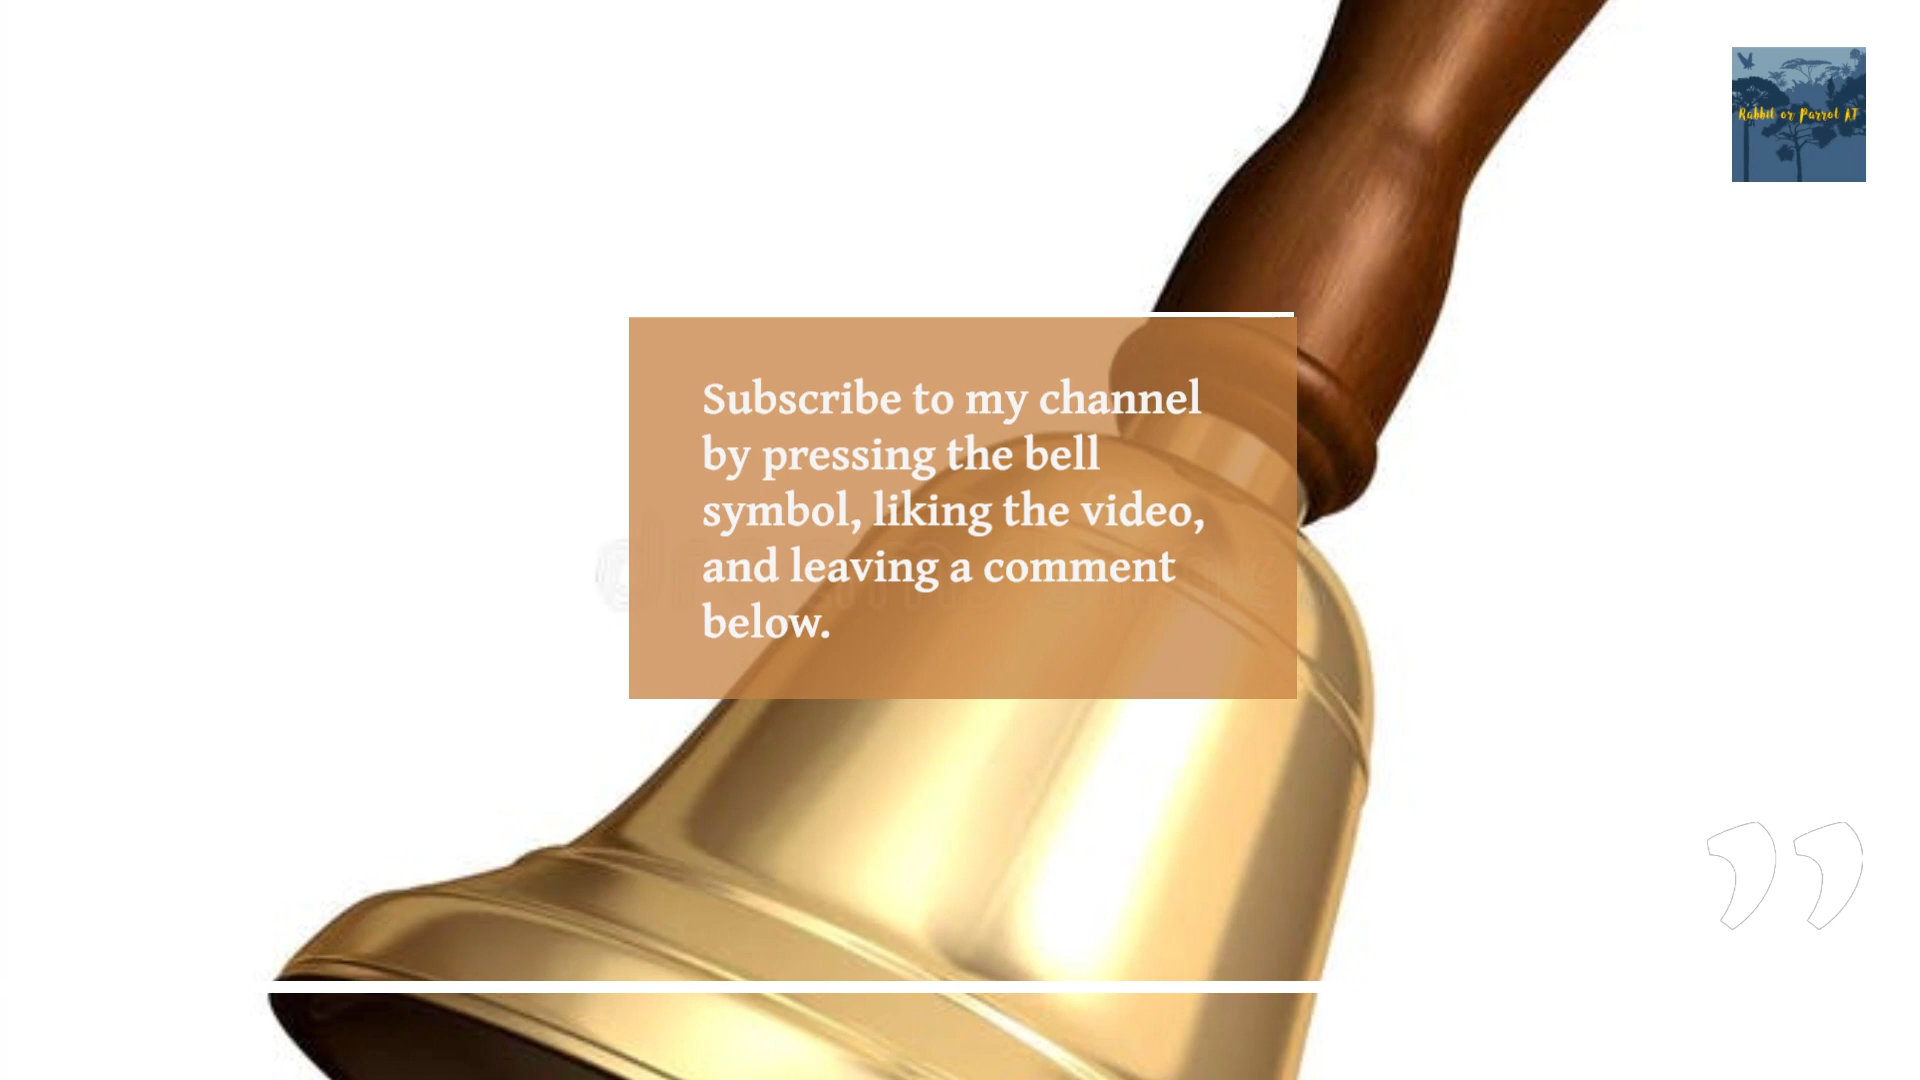 Rabbit or Parrot AF
Subscribe to my channel
by pressing the bell
symbol, liking the video,
and leaving a comment
below.